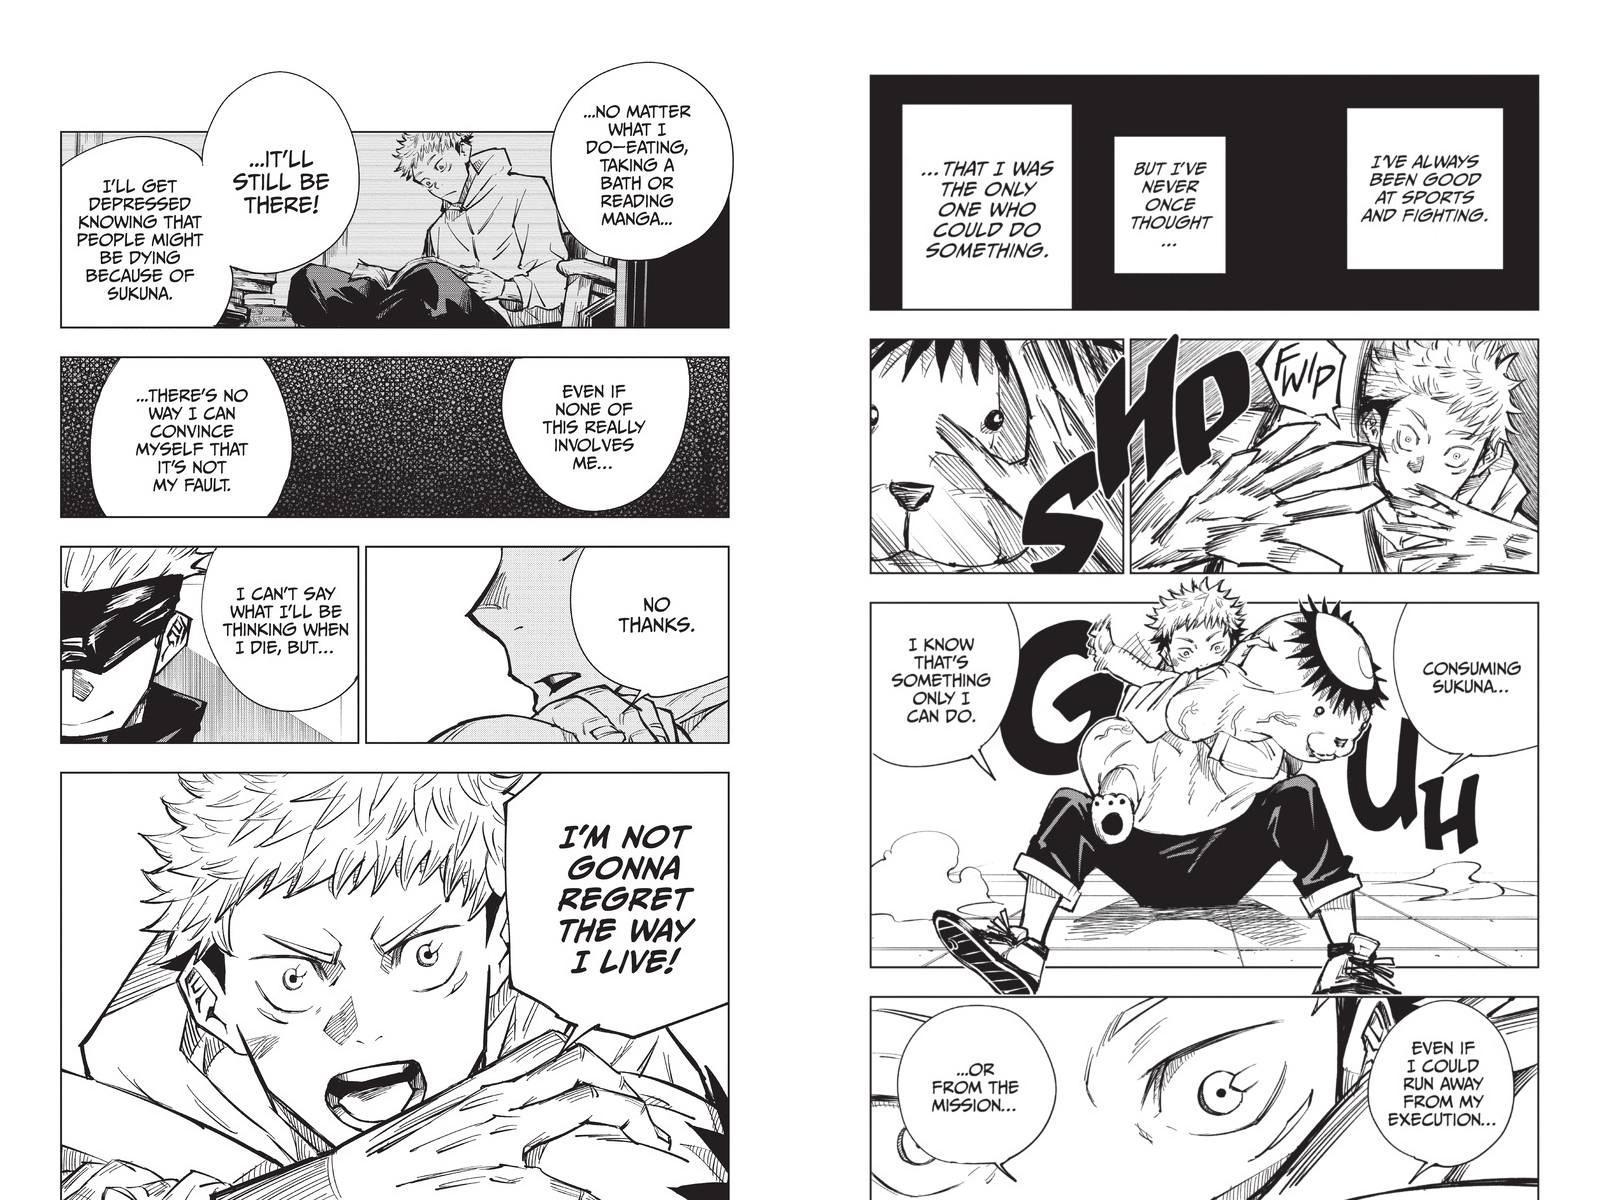 I'VE ALWAYS
BEEN GOOD
AT SPORTS
AND FIGHTING.
BUT I'VE
NEVER
ONCE
THOUGHT
...
...THAT I WAS
THE ONLY
ONE WHO
COULD DO
SOMETHING.
FWIP
SHP
CONSUMING
SUKUNA...
I KNOW
THAT'S
SOMETHING
ONLY I
CAN DO.
GUH
EVEN IF
I COULD
RUN AWAY
FROM MY
EXECUTION...
...OR
FROM THE
MISSION...
...NO MATTER
WHAT I
DO—EATING,
TAKING A
BATH OR
READING
MANGA...
...IT'LL
STILL BE
THERE!
I'LL GET
DEPRESSED
KNOWING THAT
PEOPLE MIGHT
BE DYING
BECAUSE OF
SUKUNA.
EVEN IF
NONE OF
THIS REALLY
INVOLVES
ME...
...THERE'S NO
WAY I CAN
CONVINCE
MYSELF THAT
IT'S NOT
MY FAULT.
NO
THANKS.
I CAN'T SAY
WHAT I'LL BE
THINKING WHEN
I DIE, BUT...
I'M NOT
GONNA
REGRET
THE WAY
I LIVE!